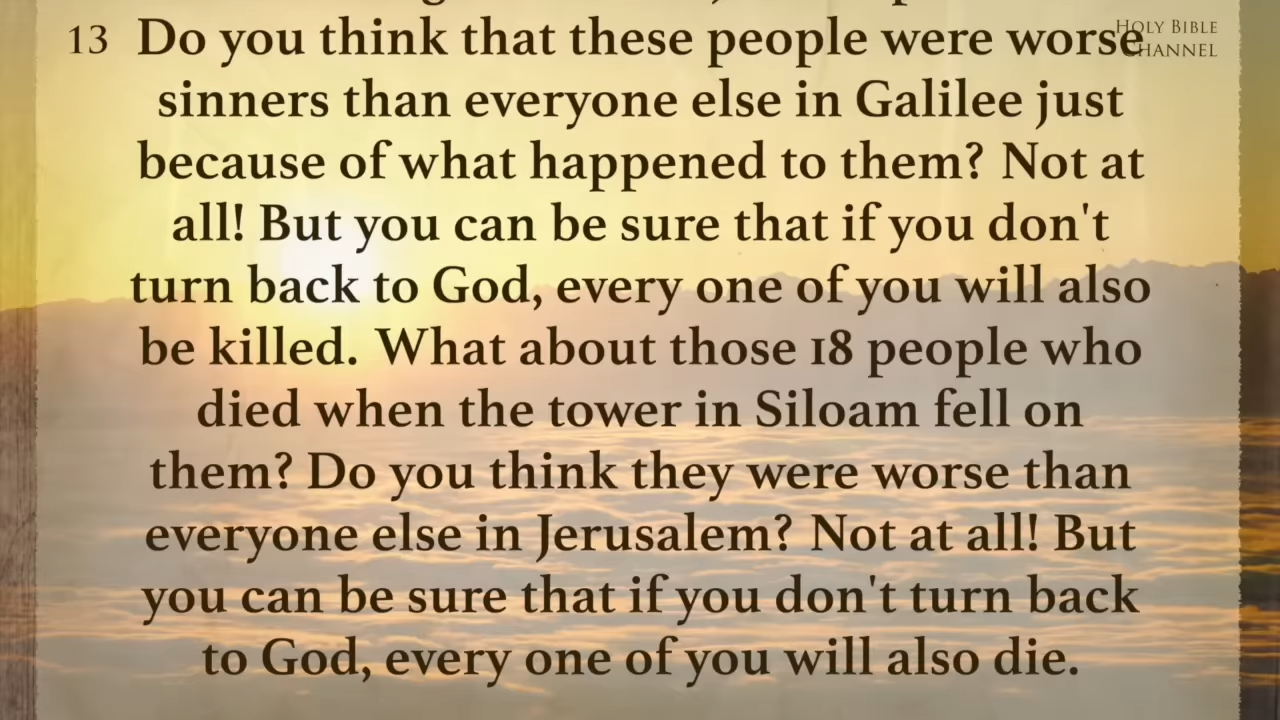 13 Do you think that these people were worse
HOLY BIBLE
CHANNEL
sinners than everyone else in Galilee just
because of what happened to them? Not at
all! But you can be sure that if you don't
turn back to God, every one of you will also
be killed. What about those 18 people who
died when the tower in Siloam fell on
them? Do you think they were worse than
everyone else in Jerusalem? Not at all! But
you can be sure that if you don't turn back
to God, every one of you will also die.